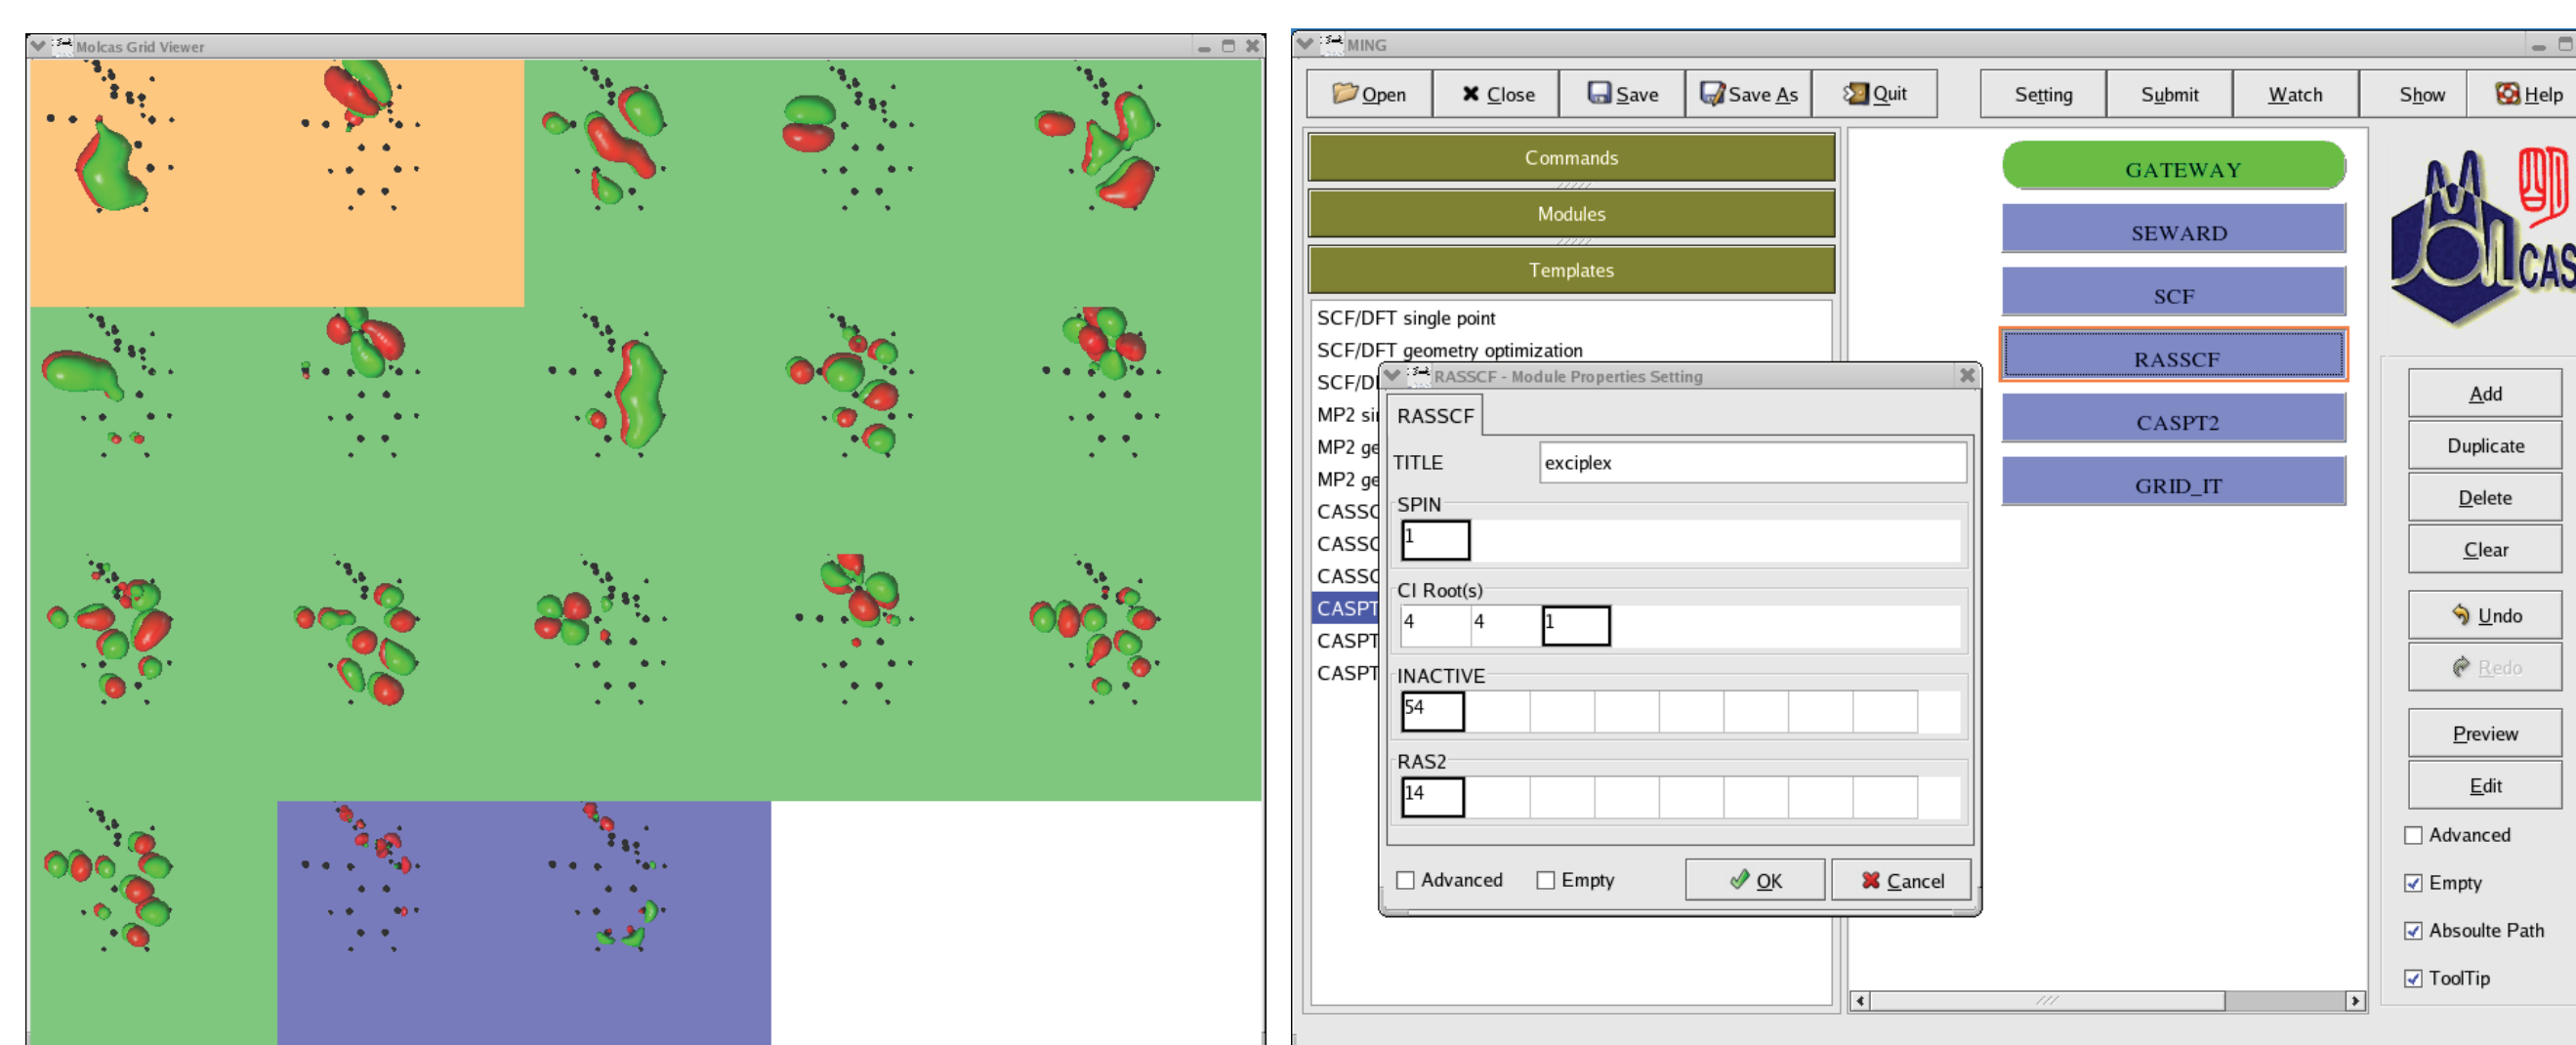 Molcas Grid Viewer
MING
Open Close Save Save As Quit Setting Submit Watch Show Help
Commands
Modules
Templates
SCF/DFT single point
SCF/DFT geometry optimization
SCF/D
MP2 si
MP2 ge
MP2 ge
CASSC
CASSC
CASSC
CASPT
CASPT
CASPT
RASSCF - Module Properties Setting
RASSCF
TITLE exciplex
SPIN
1
CI Root(s)
4 4 1
INACTIVE
54
RAS2
14
Advanced Empty OK Cancel
GATEWAY
SEWARD
SCF
RASSCF
CASPT2
GRID_IT
CAS
Add
Duplicate
Delete
Clear
Undo
Redo
Preview
Edit
Advanced
Empty
Absoulte Path
ToolTip